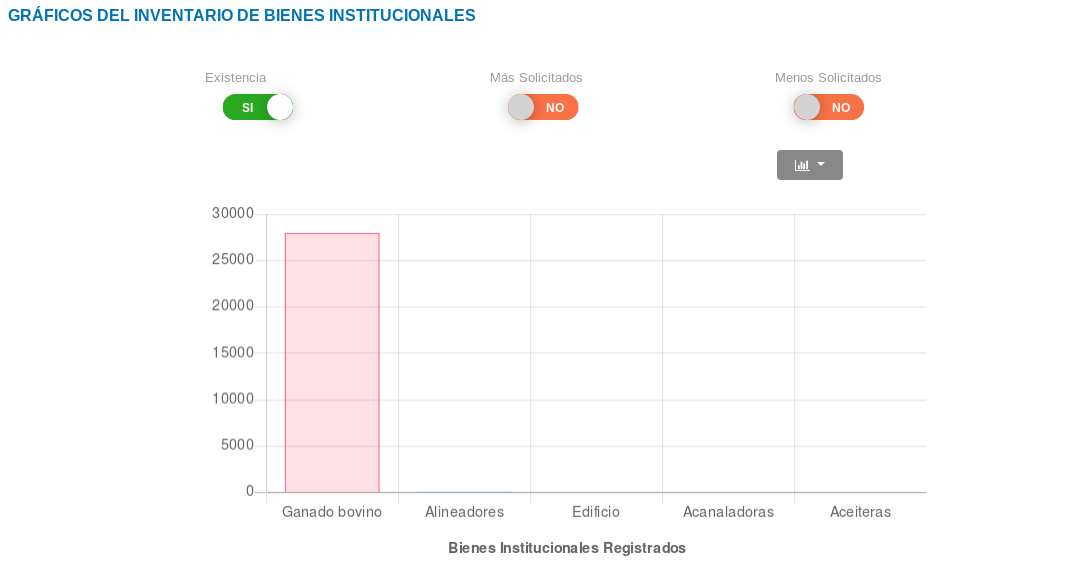 GRÁFICOS DEL INVENTARIO DE BIENES INSTITUCIONALES
Existencia Más Solicitados Menos Solicitados
SI NO NO
30000
25000
20000
15000
10000
5000
0
Ganado bovino Alineadores Edificio Acanaladoras Aceiteras
Bienes Institucionales Registrados